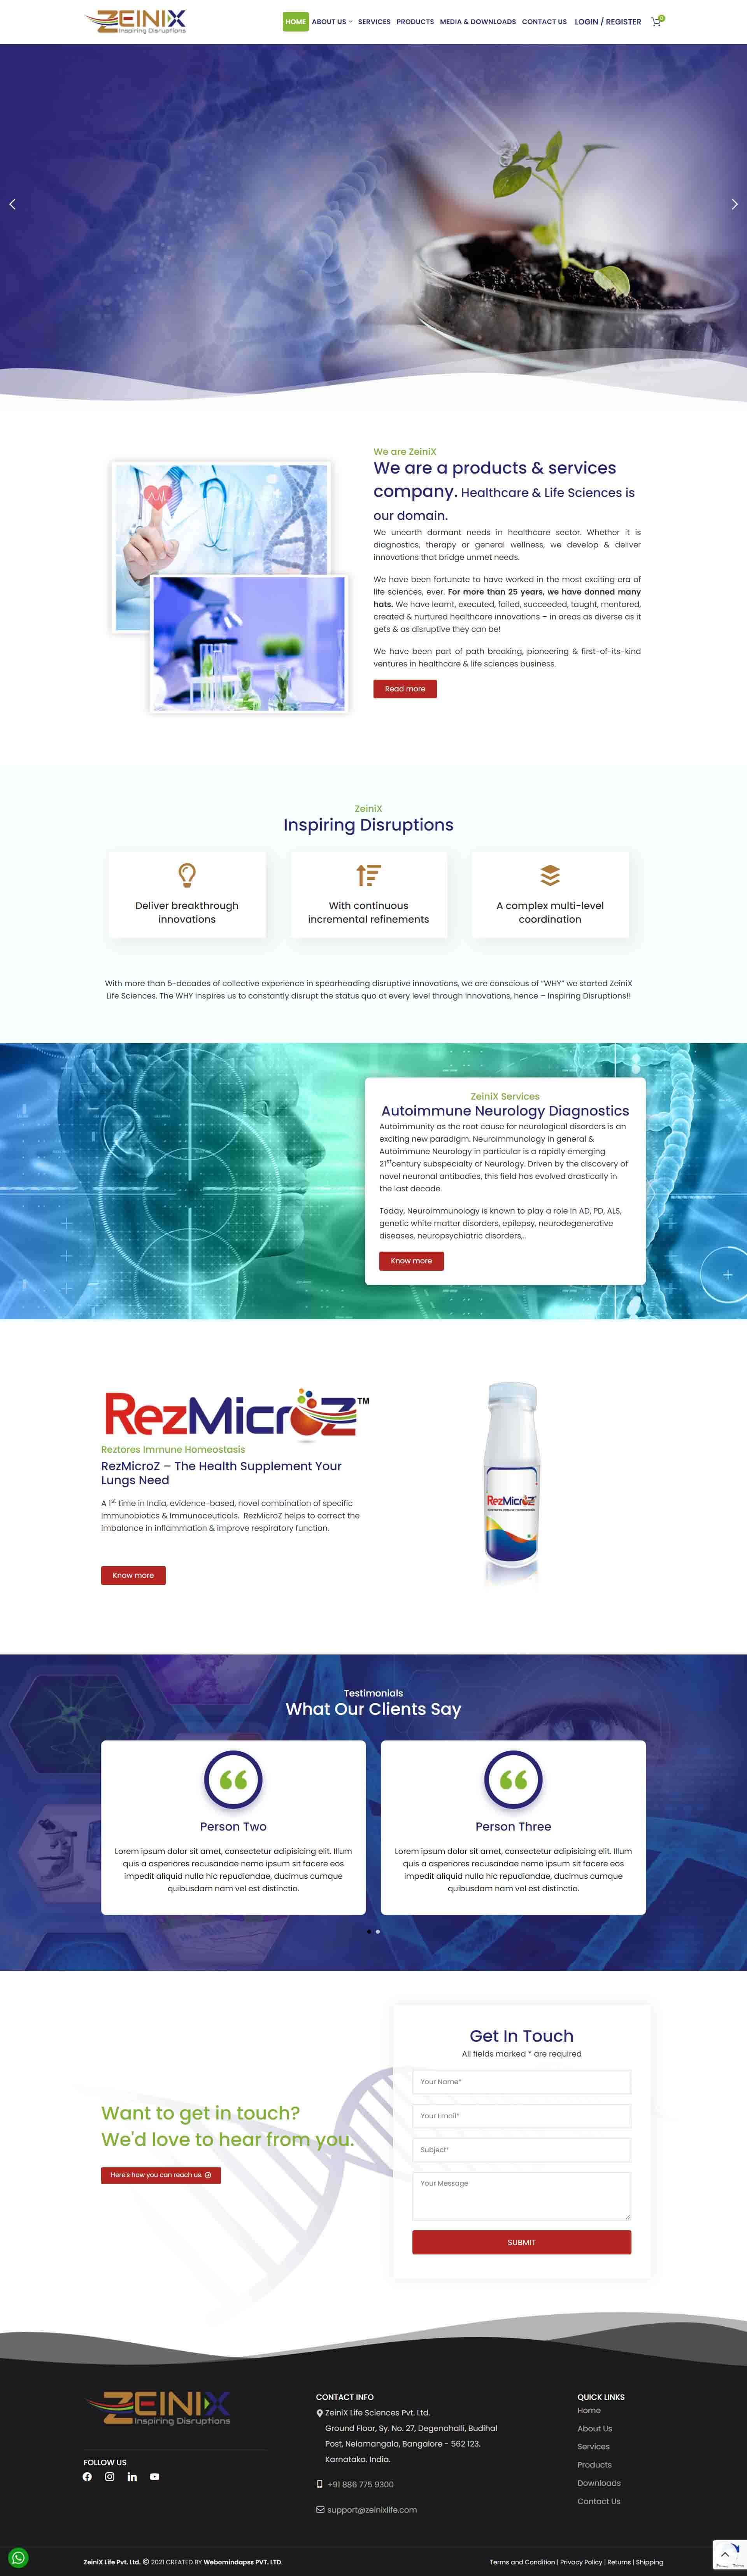 ZEINIX
Inspiring Disruptions
HOME ABOUT US SERVICES PRODUCTS MEDIA & DOWNLOADS CONTACT US LOGIN / REGISTER 0
We are ZeiniX
We are a products & services
company. Healthcare & Life Sciences is
our domain.
We unearth dormant needs in healthcare sector. Whether it is
diagnostics, therapy or general wellness, we develop & deliver
innovations that bridge unmet needs.
We have been fortunate to have worked in the most exciting era of
life sciences, ever. For more than 25 years, we have donned many
hats. We have learnt, executed, failed, succeeded, taught, mentored,
created & nurtured healthcare innovations – in areas as diverse as it
gets & as disruptive they can be!
We have been part of path breaking, pioneering & first-of-its-kind
ventures in healthcare & life sciences business.
Read more
ZeiniX
Inspiring Disruptions
Deliver breakthrough
innovations
With continuous
incremental refinements
A complex multi-level
coordination
With more than 5-decades of collective experience in spearheading disruptive innovations, we are conscious of “WHY” we started ZeiniX
Life Sciences. The WHY inspires us to constantly disrupt the status quo at every level through innovations, hence – Inspiring Disruptions!!
ZeiniX Services
Autoimmune Neurology Diagnostics
Autoimmunity as the root cause for neurological disorders is an
exciting new paradigm. Neuroimmunology in general &
Autoimmune Neurology in particular is a rapidly emerging
21stcentury subspecialty of Neurology. Driven by the discovery of
novel neuronal antibodies, this field has evolved drastically in
the last decade.
Today, Neuroimmunology is known to play a role in AD, PD, ALS,
genetic white matter disorders, epilepsy, neurodegenerative
diseases, neuropsychiatric disorders,..
Know more
RezMicroZ™
Reztores Immune Homeostasis
RezMicroZ – The Health Supplement Your
Lungs Need
A 1st time in India, evidence-based, novel combination of specific
Immunobiotics & Immunoceuticals. RezMicroZ helps to correct the
imbalance in inflammation & improve respiratory function.
Know more
RezMicroZ
Testimonials
What Our Clients Say
Person Two
Lorem ipsum dolor sit amet, consectetur adipisicing elit. Illum
quis a asperiores recusandae nemo ipsum sit facere eos
impedit aliquid nulla hic repudiandae, ducimus cumque
quibusdam nam vel est distinctio.
Person Three
Lorem ipsum dolor sit amet, consectetur adipisicing elit. Illum
quis a asperiores recusandae nemo ipsum sit facere eos
impedit aliquid nulla hic repudiandae, ducimus cumque
quibusdam nam vel est distinctio.
Want to get in touch?
We'd love to hear from you.
Here's how you can reach us.
Get In Touch
All fields marked * are required
Your Name*
Your Email*
Subject*
Your Message
SUBMIT
ZEINIX
Inspiring Disruptions
FOLLOW US
CONTACT INFO
ZeiniX Life Sciences Pvt. Ltd.
Ground Floor, Sy. No. 27, Degenahalli, Budihal
Post, Nelamangala, Bangalore - 562 123.
Karnataka. India.
+91 886 775 9300
support@zeinixlife.com
QUICK LINKS
Home
About Us
Services
Products
Downloads
Contact Us
ZeiniX Life Pvt. Ltd. © 2021 CREATED BY Webomindapss PVT. LTD.
Terms and Condition | Privacy Policy | Returns | Shipping